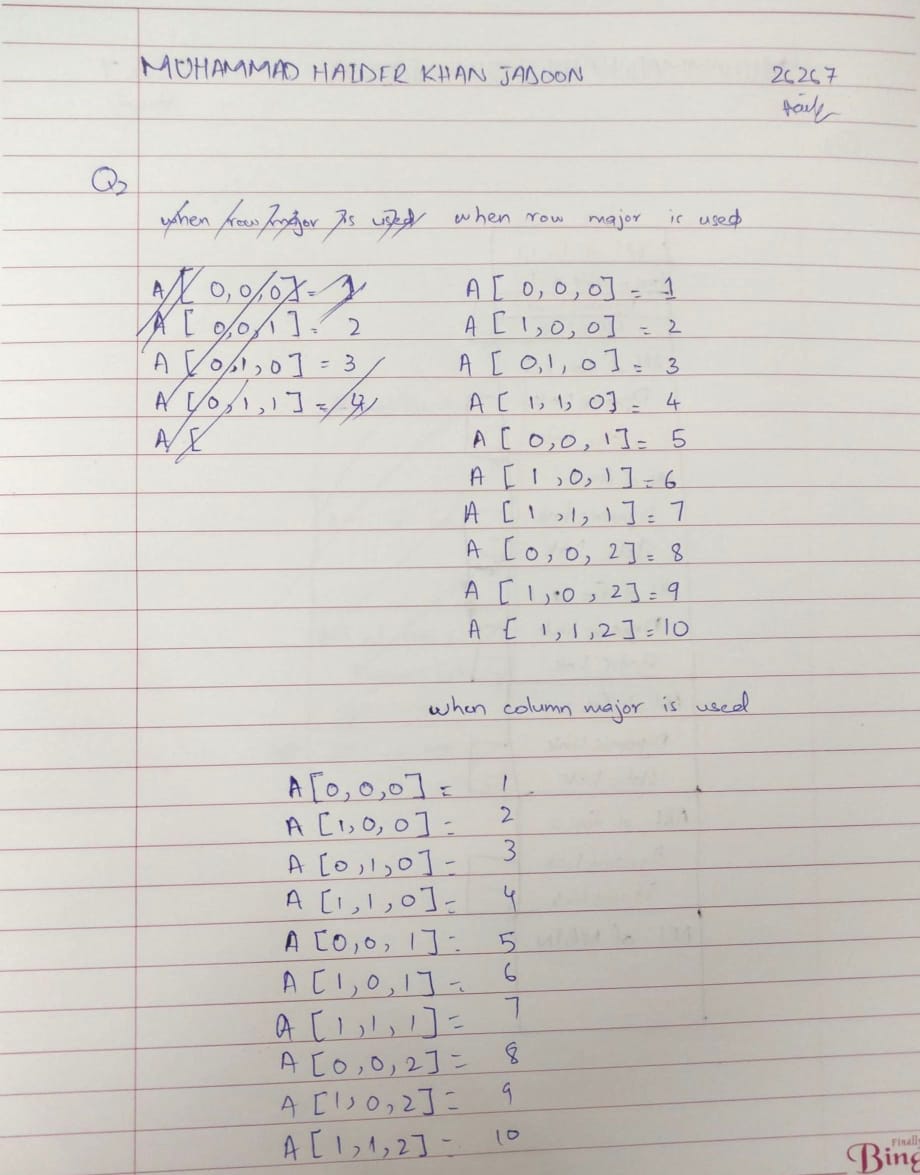 MUHAMMAD HAIDER KHAN JADOON 26267
Q2
when row major is used when row major is used
A[ 0,0,0] = 1 A[ 0,0,0] = 1
A[ 0,0,1] = 2 A[1,0,0] = 2
A[0,1,0] = 3 A[ 0,1,0] = 3
A[0,1,1] = 4 A[ 1,1,0] = 4
A[ A[0,0,1] = 5
A[1,0,1] = 6
A[1,1,1] = 7
A[0,0,2] = 8
A[1,0,2] = 9
A[ 1,1,2] = 10
when column major is used
A[0,0,0] = 1
A[1,0,0] = 2
A[0,1,0] = 3
A[1,1,0] = 4
A[0,0,1] = 5
A[1,0,1] = 6
A[1,1,1] = 7
A[0,0,2] = 8
A[1,0,2] = 9
A[1,1,2] = 10